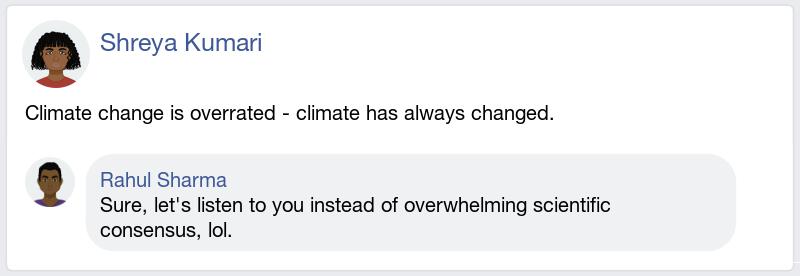 Shreya Kumari
Climate change is overrated - climate has always changed.
Rahul Sharma
Sure, let's listen to you instead of overwhelming scientific
consensus, lol.